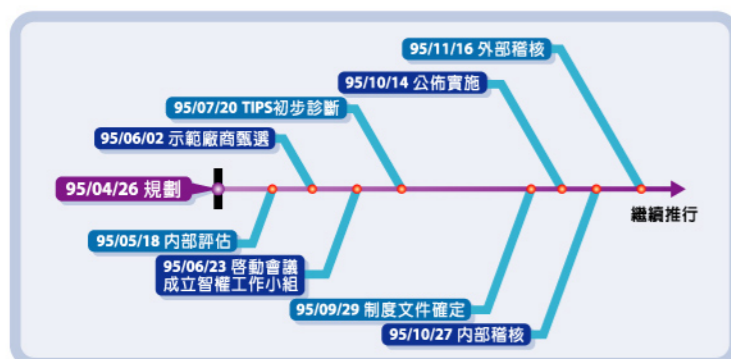 95/11/16 外部稽核
95/10/14 公佈實施
95/07/20 TIPS初步診斷
95/06/02 示範廠商甄選
95/04/26 規劃
繼續推行
95/05/18 內部評估
95/06/23 啓動會議
成立智權工作小組
95/09/29 制度文件確定
95/10/27 內部稽核